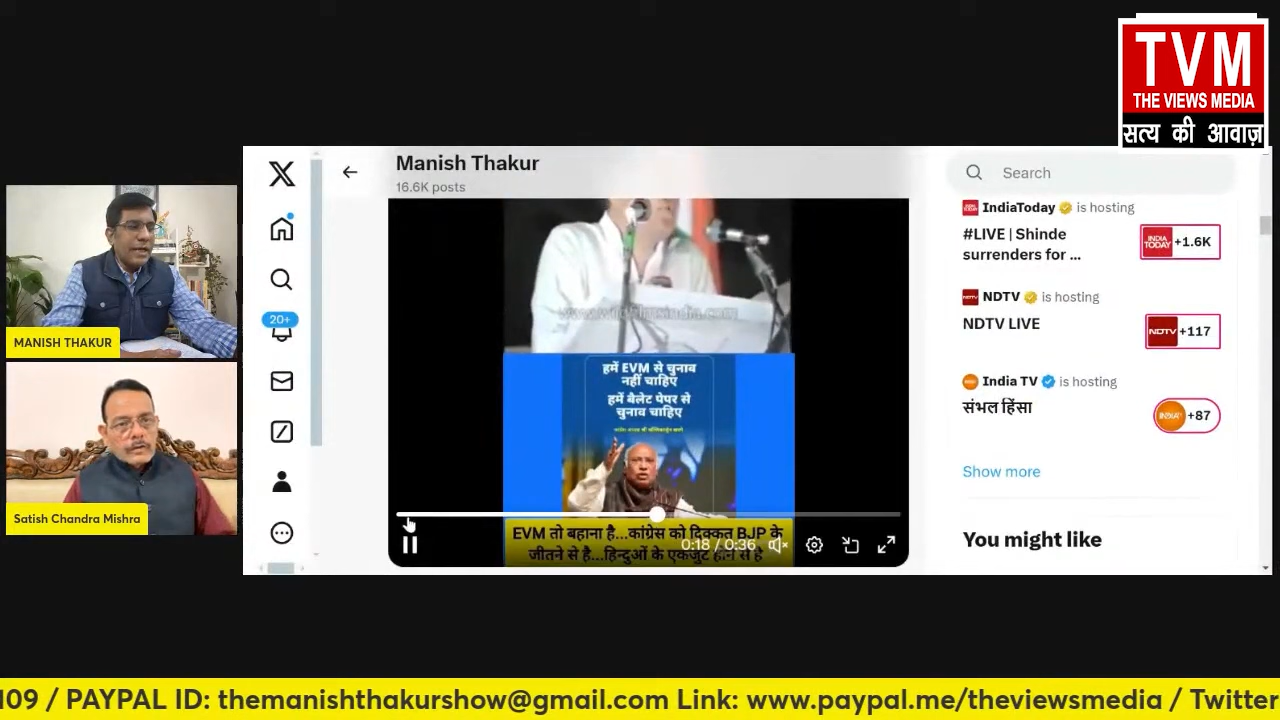 TVM
THE VIEWS MEDIA
सत्य की आवाज़
MANISH THAKUR
Satish Chandra Mishra
20+
Manish Thakur
16.6K posts
हमें EVM से चुनाव
नहीं चाहिए
हमें बैलेट पेपर से
चुनाव चाहिए
EVM तो बहाना है...कांग्रेस को दिक्कत BJP के
जीतने से है...हिन्दुओं के एकजुट होने से है
0:18 / 0:36
Search
IndiaToday is hosting
#LIVE | Shinde
surrenders for ...
INDIA
TODAY
+1.6K
NDTV is hosting
NDTV LIVE
NDTV
+117
India TV is hosting
संभल हिंसा
+87
Show more
You might like
109 / PAYPAL ID: themanishthakurshow@gmail.com Link: www.paypal.me/theviewsmedia / Twitter